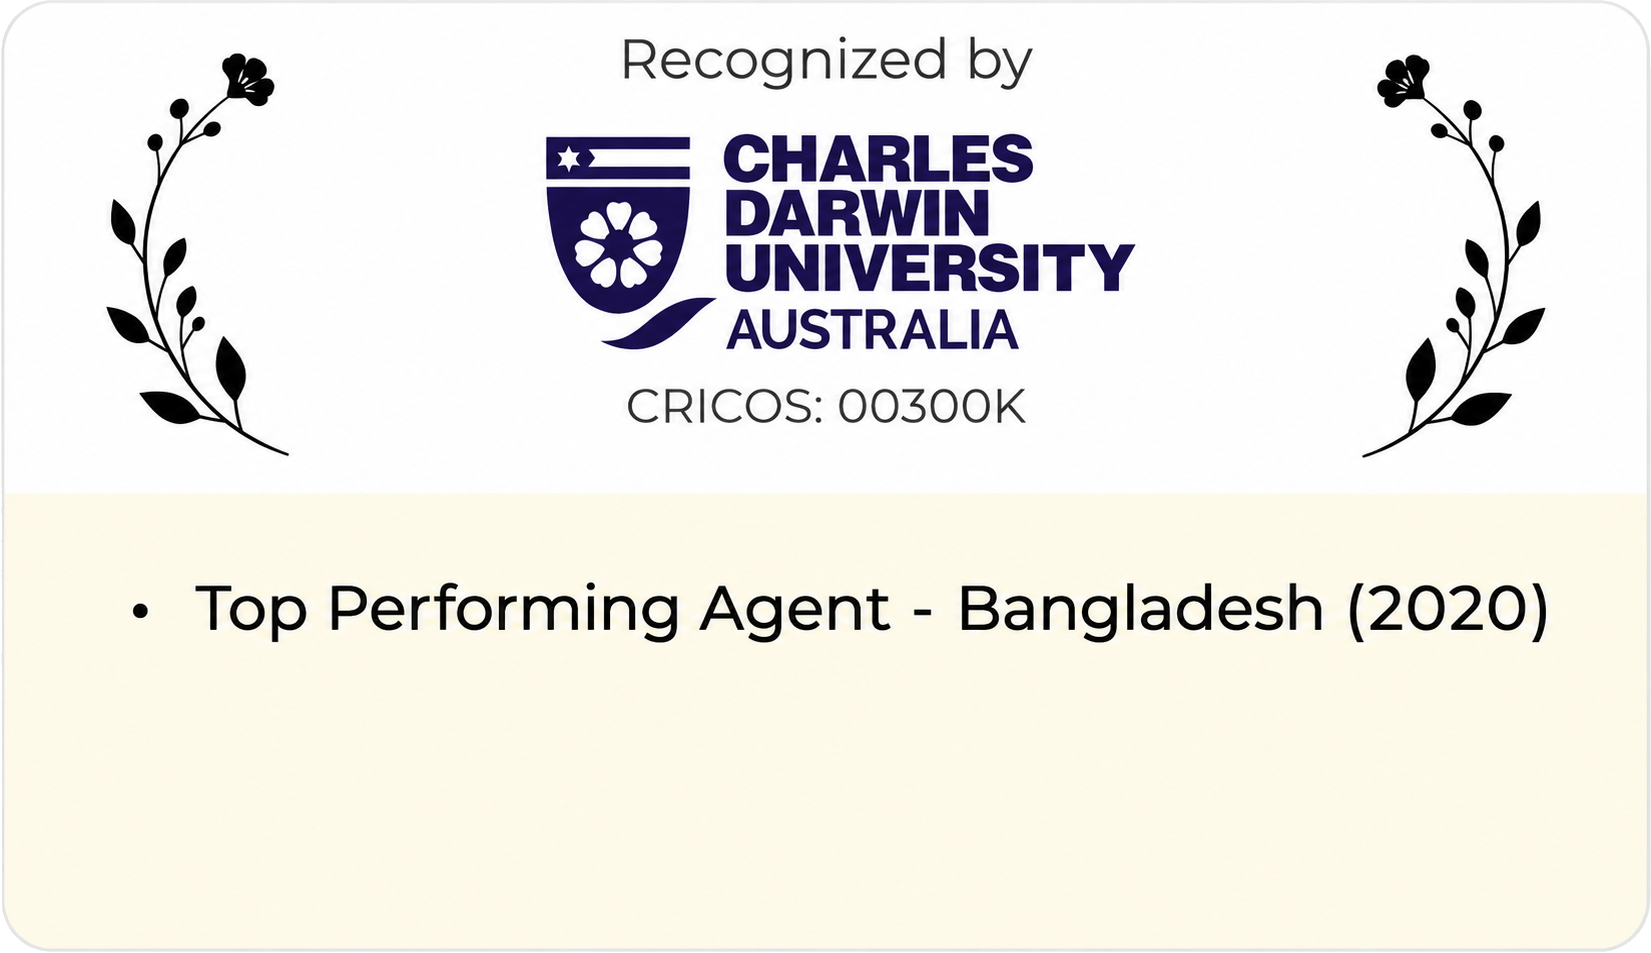 Recognized by
CHARLES
DARWIN
UNIVERSITY
AUSTRALIA
CRICOS: 00300K
• Top Performing Agent - Bangladesh (2020)